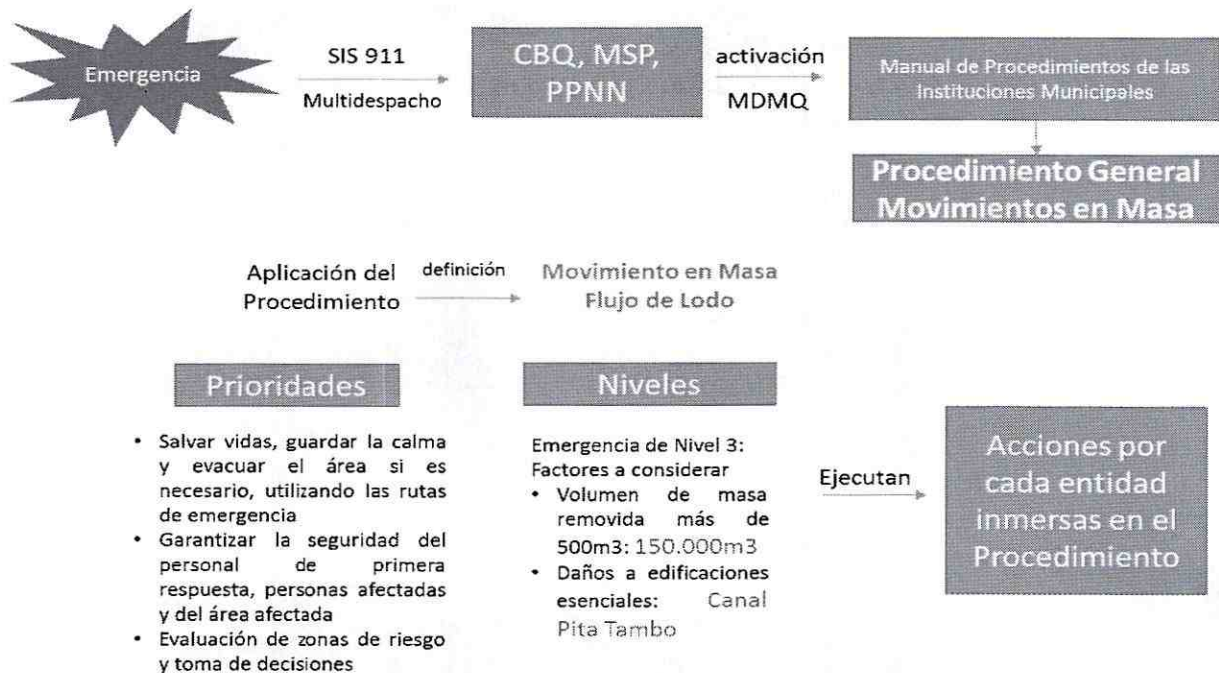 Emergencia
SIS 911
Multidespacho
CBQ, MSP,
PPNN
activación
MDMQ
Manual de Procedimientos de las
Instituciones Municipales
Procedimiento General
Movimientos en Masa
Aplicación del
Procedimiento
definición
Movimiento en Masa
Flujo de Lodo
Prioridades
• Salvar vidas, guardar la calma
y evacuar el área si es
necesario, utilizando las rutas
de emergencia
• Garantizar la seguridad del
personal de primera
respuesta, personas afectadas
y del área afectada
• Evaluación de zonas de riesgo
y toma de decisiones
Niveles
Emergencia de Nivel 3:
Factores a considerar
• Volumen de masa
removida más de
500m3: 150.000m3
• Daños a edificaciones
esenciales: Canal
Pita Tambo
Ejecutan
Acciones por
cada entidad
inmersas en el
Procedimiento